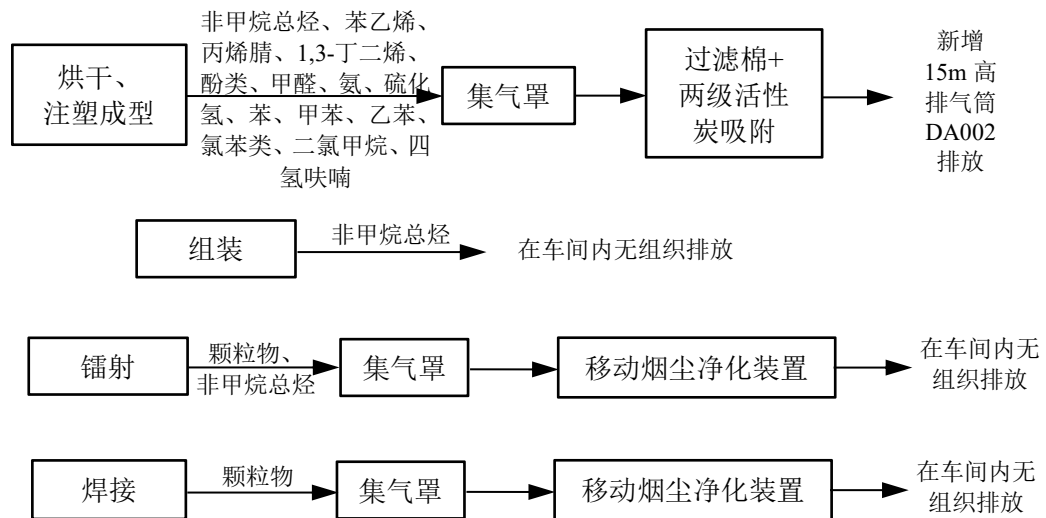 烘干、
注塑成型
非甲烷总烃、苯乙烯、
丙烯腈、1,3-丁二烯、
酚类、甲醛、氨、硫化
氢、苯、甲苯、乙苯、
氯苯类、二氯甲烷、四
氢呋喃
集气罩
过滤棉+
两级活性
炭吸附
新增
15m 高
排气筒
DA002
排放
组装
非甲烷总烃
在车间内无组织排放
镭射
颗粒物、
非甲烷总烃
集气罩
移动烟尘净化装置
在车间内无
组织排放
焊接
颗粒物
集气罩
移动烟尘净化装置
在车间内无
组织排放